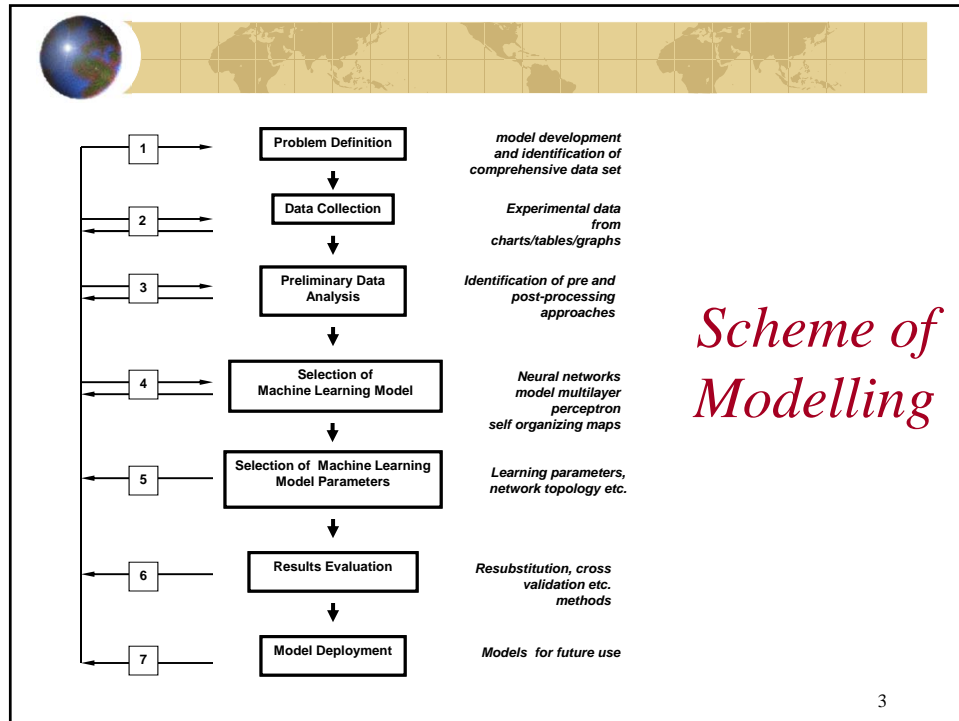 1
Problem Definition
model development
and identification of
comprehensive data set
2
Data Collection
Experimental data
from
charts/tables/graphs
3
Preliminary Data
Analysis
Identification of pre and
post-processing
approaches
Scheme of
Modelling
4
Selection of
Machine Learning Model
Neural networks
model multilayer
perceptron
self organizing maps
5
Selection of Machine Learning
Model Parameters
Learning parameters,
network topology etc.
6
Results Evaluation
Resubstitution, cross
validation etc.
methods
7
Model Deployment
Models for future use
3